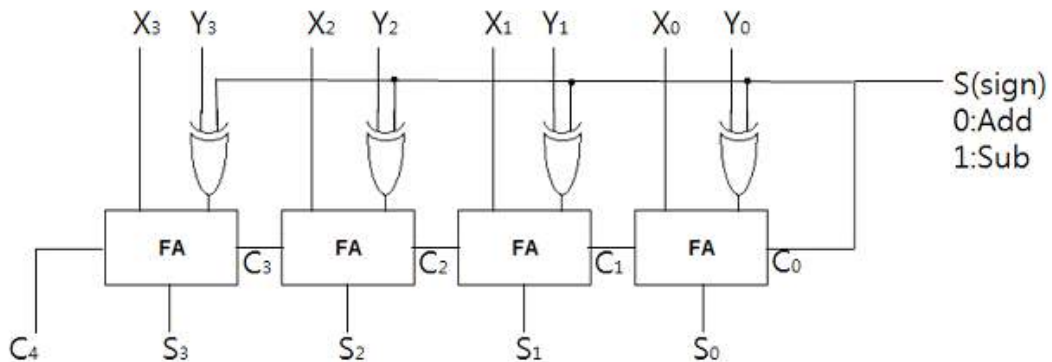 X3 Y3 X2 Y2 X1 Y1 X0 Y0
S(sign)
0:Add
1:Sub
FA C3 FA C2 FA C1 FA C0
C4 S3 S2 S1 S0